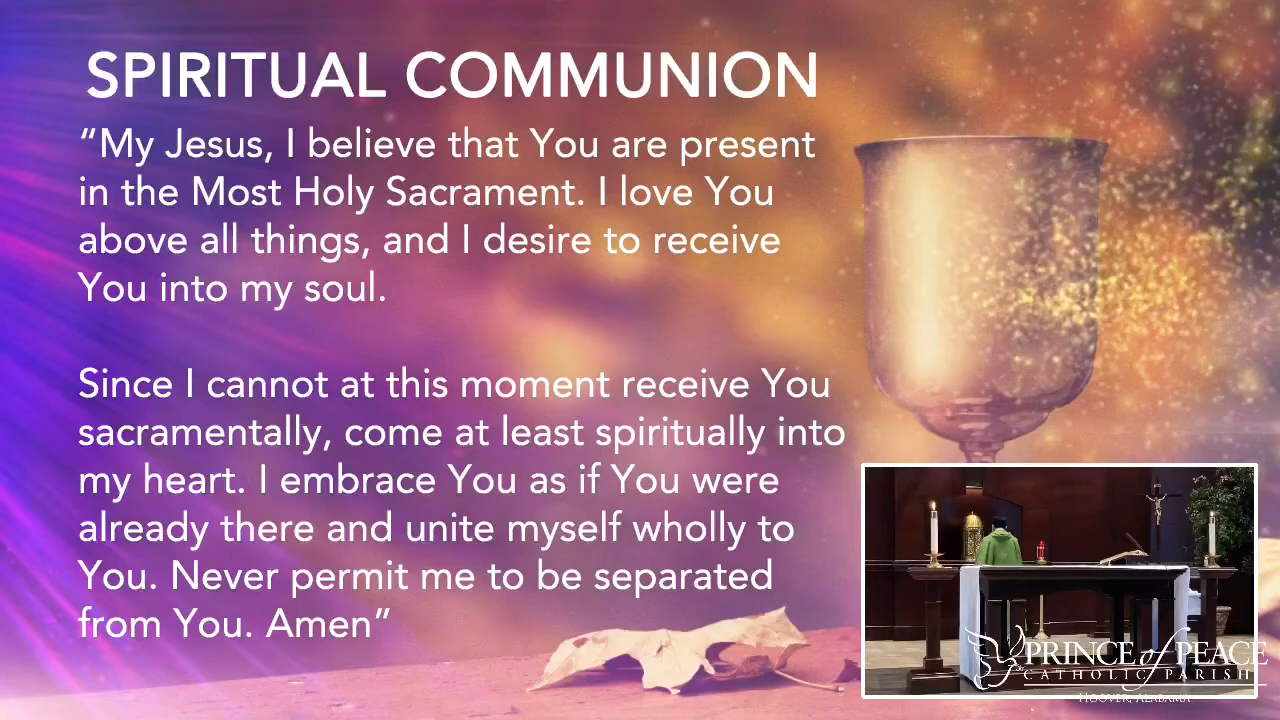 SPIRITUAL COMMUNION
“My Jesus, I believe that You are present
in the Most Holy Sacrament. I love You
above all things, and I desire to receive
You into my soul.
Since I cannot at this moment receive You
sacramentally, come at least spiritually into
my heart. I embrace You as if You were
already there and unite myself wholly to
You. Never permit me to be separated
from You. Amen”
PRINCE of PEACE
CATHOLIC PARISH
HOOVER, ALABAMA